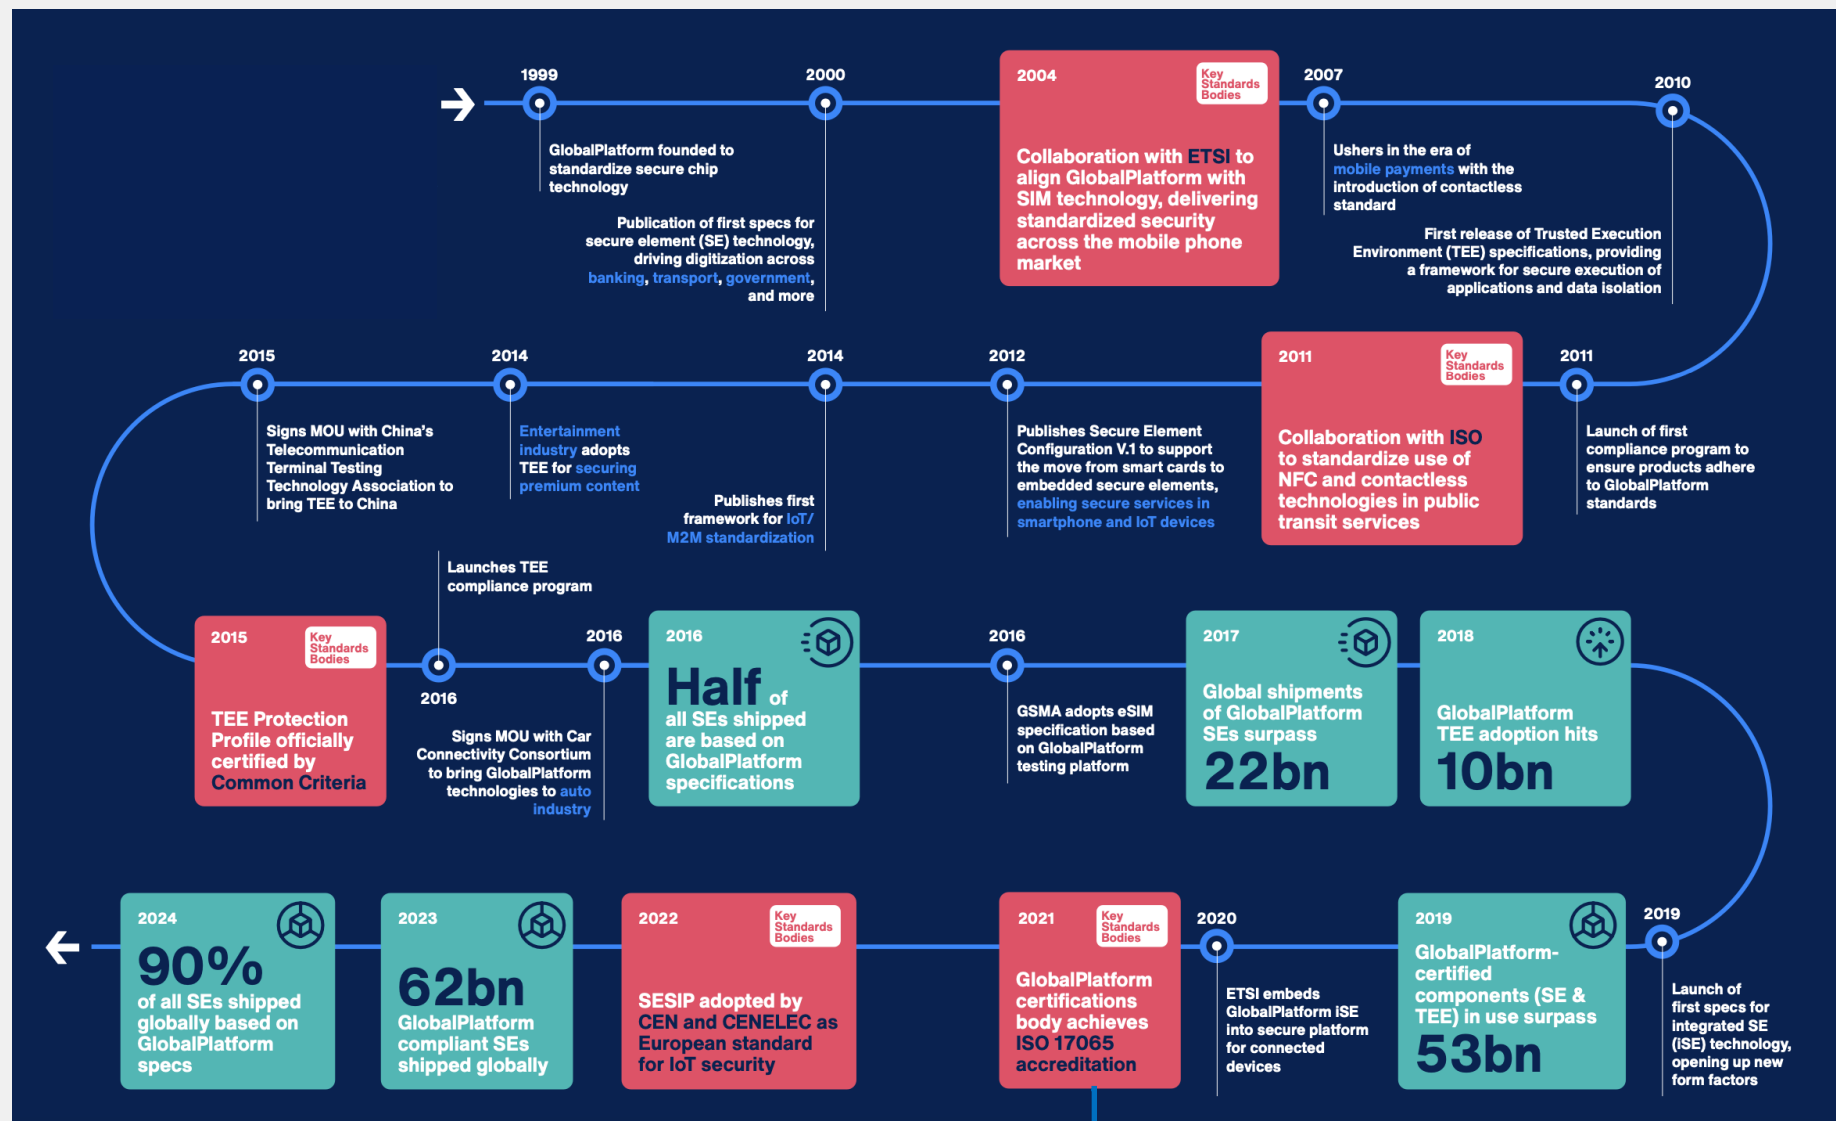 1999
GlobalPlatform founded to
standardize secure chip
technology
2000
Publication of first specs for
secure element (SE) technology,
driving digitization across
banking, transport, government,
and more
2004
Key
Standards
Bodies
Collaboration with ETSI to
align GlobalPlatform with
SIM technology, delivering
standardized security
across the mobile phone
market
2007
Ushers in the era of
mobile payments with the
introduction of contactless
standard
2010
First release of Trusted Execution
Environment (TEE) specifications, providing
a framework for secure execution of
applications and data isolation
2011
Launch of first
compliance program to
ensure products adhere
to GlobalPlatform
standards
2011
Key
Standards
Bodies
Collaboration with ISO
to standardize use of
NFC and contactless
technologies in public
transit services
2012
Publishes Secure Element
Configuration V.1 to support
the move from smart cards to
embedded secure elements,
enabling secure services in
smartphone and IoT devices
2014
Publishes first
framework for IoT/
M2M standardization
2014
Entertainment
industry adopts
TEE for securing
premium content
2015
Signs MOU with China's
Telecommunication
Terminal Testing
Technology Association to
bring TEE to China
2015
Key
Standards
Bodies
TEE Protection
Profile officially
certified by
Common Criteria
Launches TEE
compliance program
2016
2016
Signs MOU with Car
Connectivity Consortium
to bring GlobalPlatform
technologies to auto
industry
2016
Half of
all SEs shipped
are based on
GlobalPlatform
specifications
2016
GSMA adopts eSIM
specification based
on GlobalPlatform
testing platform
2017
Global shipments
of GlobalPlatform
SEs surpass
22bn
2018
GlobalPlatform
TEE adoption hits
10bn
2019
Launch of
first specs for
integrated SE
(iSE) technology,
opening up new
form factors
2019
GlobalPlatform-
certified
components (SE &
TEE) in use surpass
53bn
2020
ETSI embeds
GlobalPlatform iSE
into secure platform
for connected
devices
2021
Key
Standards
Bodies
GlobalPlatform
certifications
body achieves
ISO 17065
accreditation
2022
Key
Standards
Bodies
SESIP adopted by
CEN and CENELEC as
European standard
for IoT security
2023
62bn
GlobalPlatform
compliant SEs
shipped globally
2024
90%
of all SEs shipped
globally based on
GlobalPlatform
specs